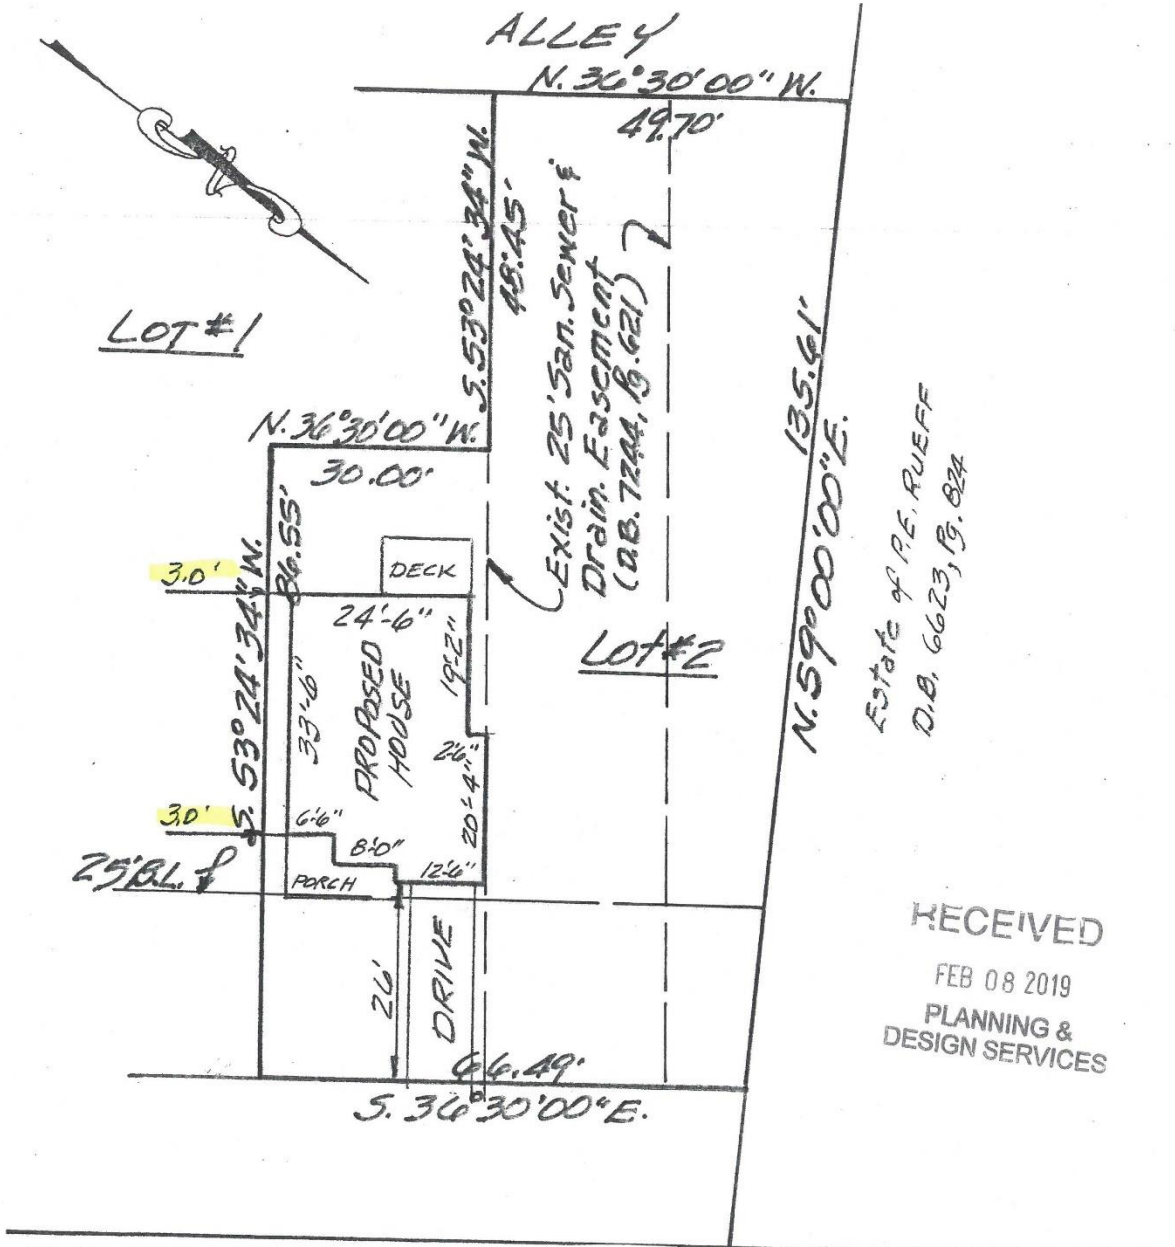 ALLEY
N. 36°30'00" W.
49.70'
S. 53°24'34" W.
48.45'
Exist. 25' San. Sewer &
Drain. Easement
(D.B. 7244, Pg. 621)
LOT #1
N. 36°30'00" W.
30.00'
135.61'
N. 59°00'00" E.
Estate of P.E. RUEFF
D.B. 6623, Pg. 824
S. 53°24'34" W.
86.55'
3.0'
DECK
24'-6"
19'-2"
LOT #2
33'-6"
PROPOSED
HOUSE
2'6"
20'-4"
3.0'
6'6"
8'-0"
12'-6"
25' B.L.
PORCH
26'
DRIVE
66.49'
S. 36°30'00" E.
RECEIVED
FEB 08 2019
PLANNING &
DESIGN SERVICES